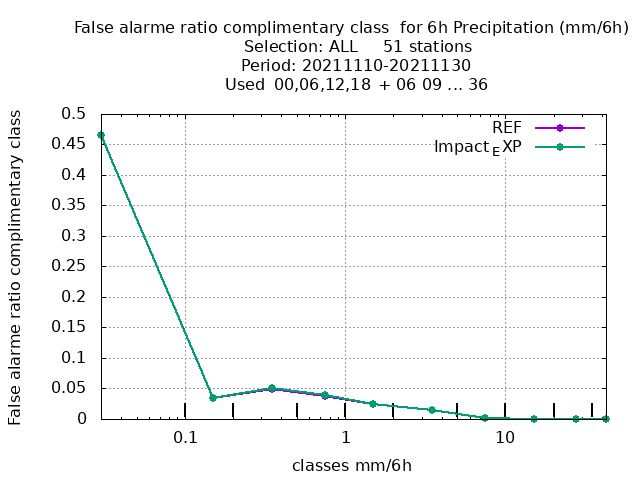 False alarme ratio complimentary class  for 6h Precipitation (mm/6h)
Selection: ALL     51 stations
Period: 20211110-20211130
Used  00,06,12,18  + 06 09 ... 36
REF
Impact_EXP
0.5
0.45
0.4
0.35
0.3
0.25
0.2
0.15
0.1
0.05
0
False alarme ratio complimentary class
0.1
1
10
classes mm/6h